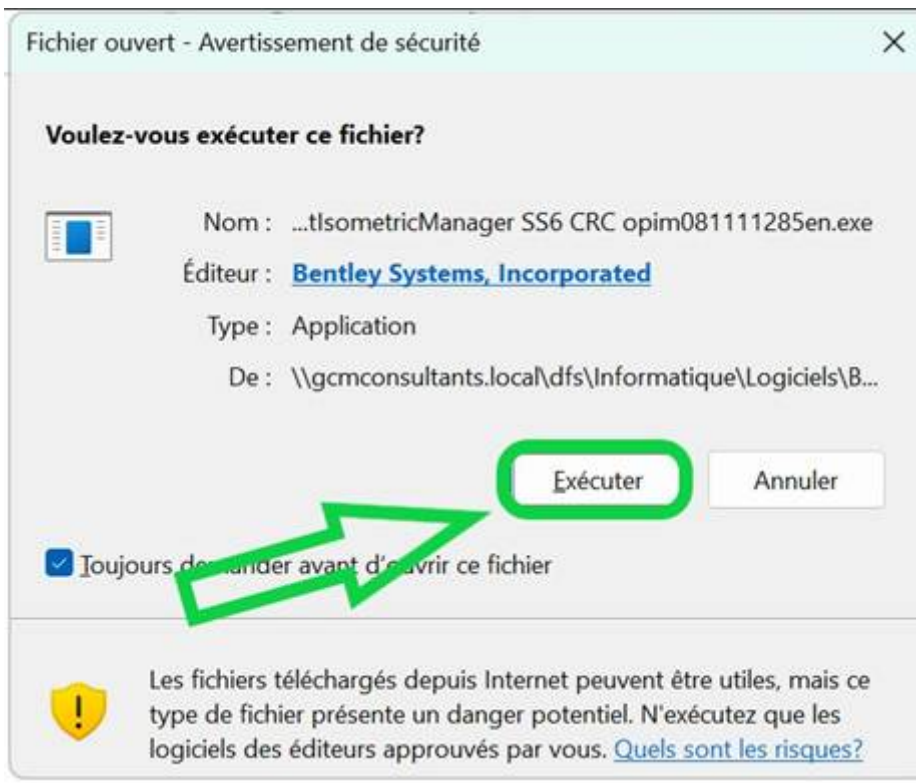 Fichier ouvert - Avertissement de sécurité
Voulez-vous exécuter ce fichier?
Nom : ...tIsometricManager SS6 CRC opim081111285en.exe
Éditeur : Bentley Systems, Incorporated
Type : Application
De : \\gcmconsultants.local\dfs\Informatique\Logiciels\B...
Exécuter Annuler
Toujours demander avant d'ouvrir ce fichier
Les fichiers téléchargés depuis Internet peuvent être utiles, mais ce
type de fichier présente un danger potentiel. N'exécutez que les
logiciels des éditeurs approuvés par vous. Quels sont les risques?